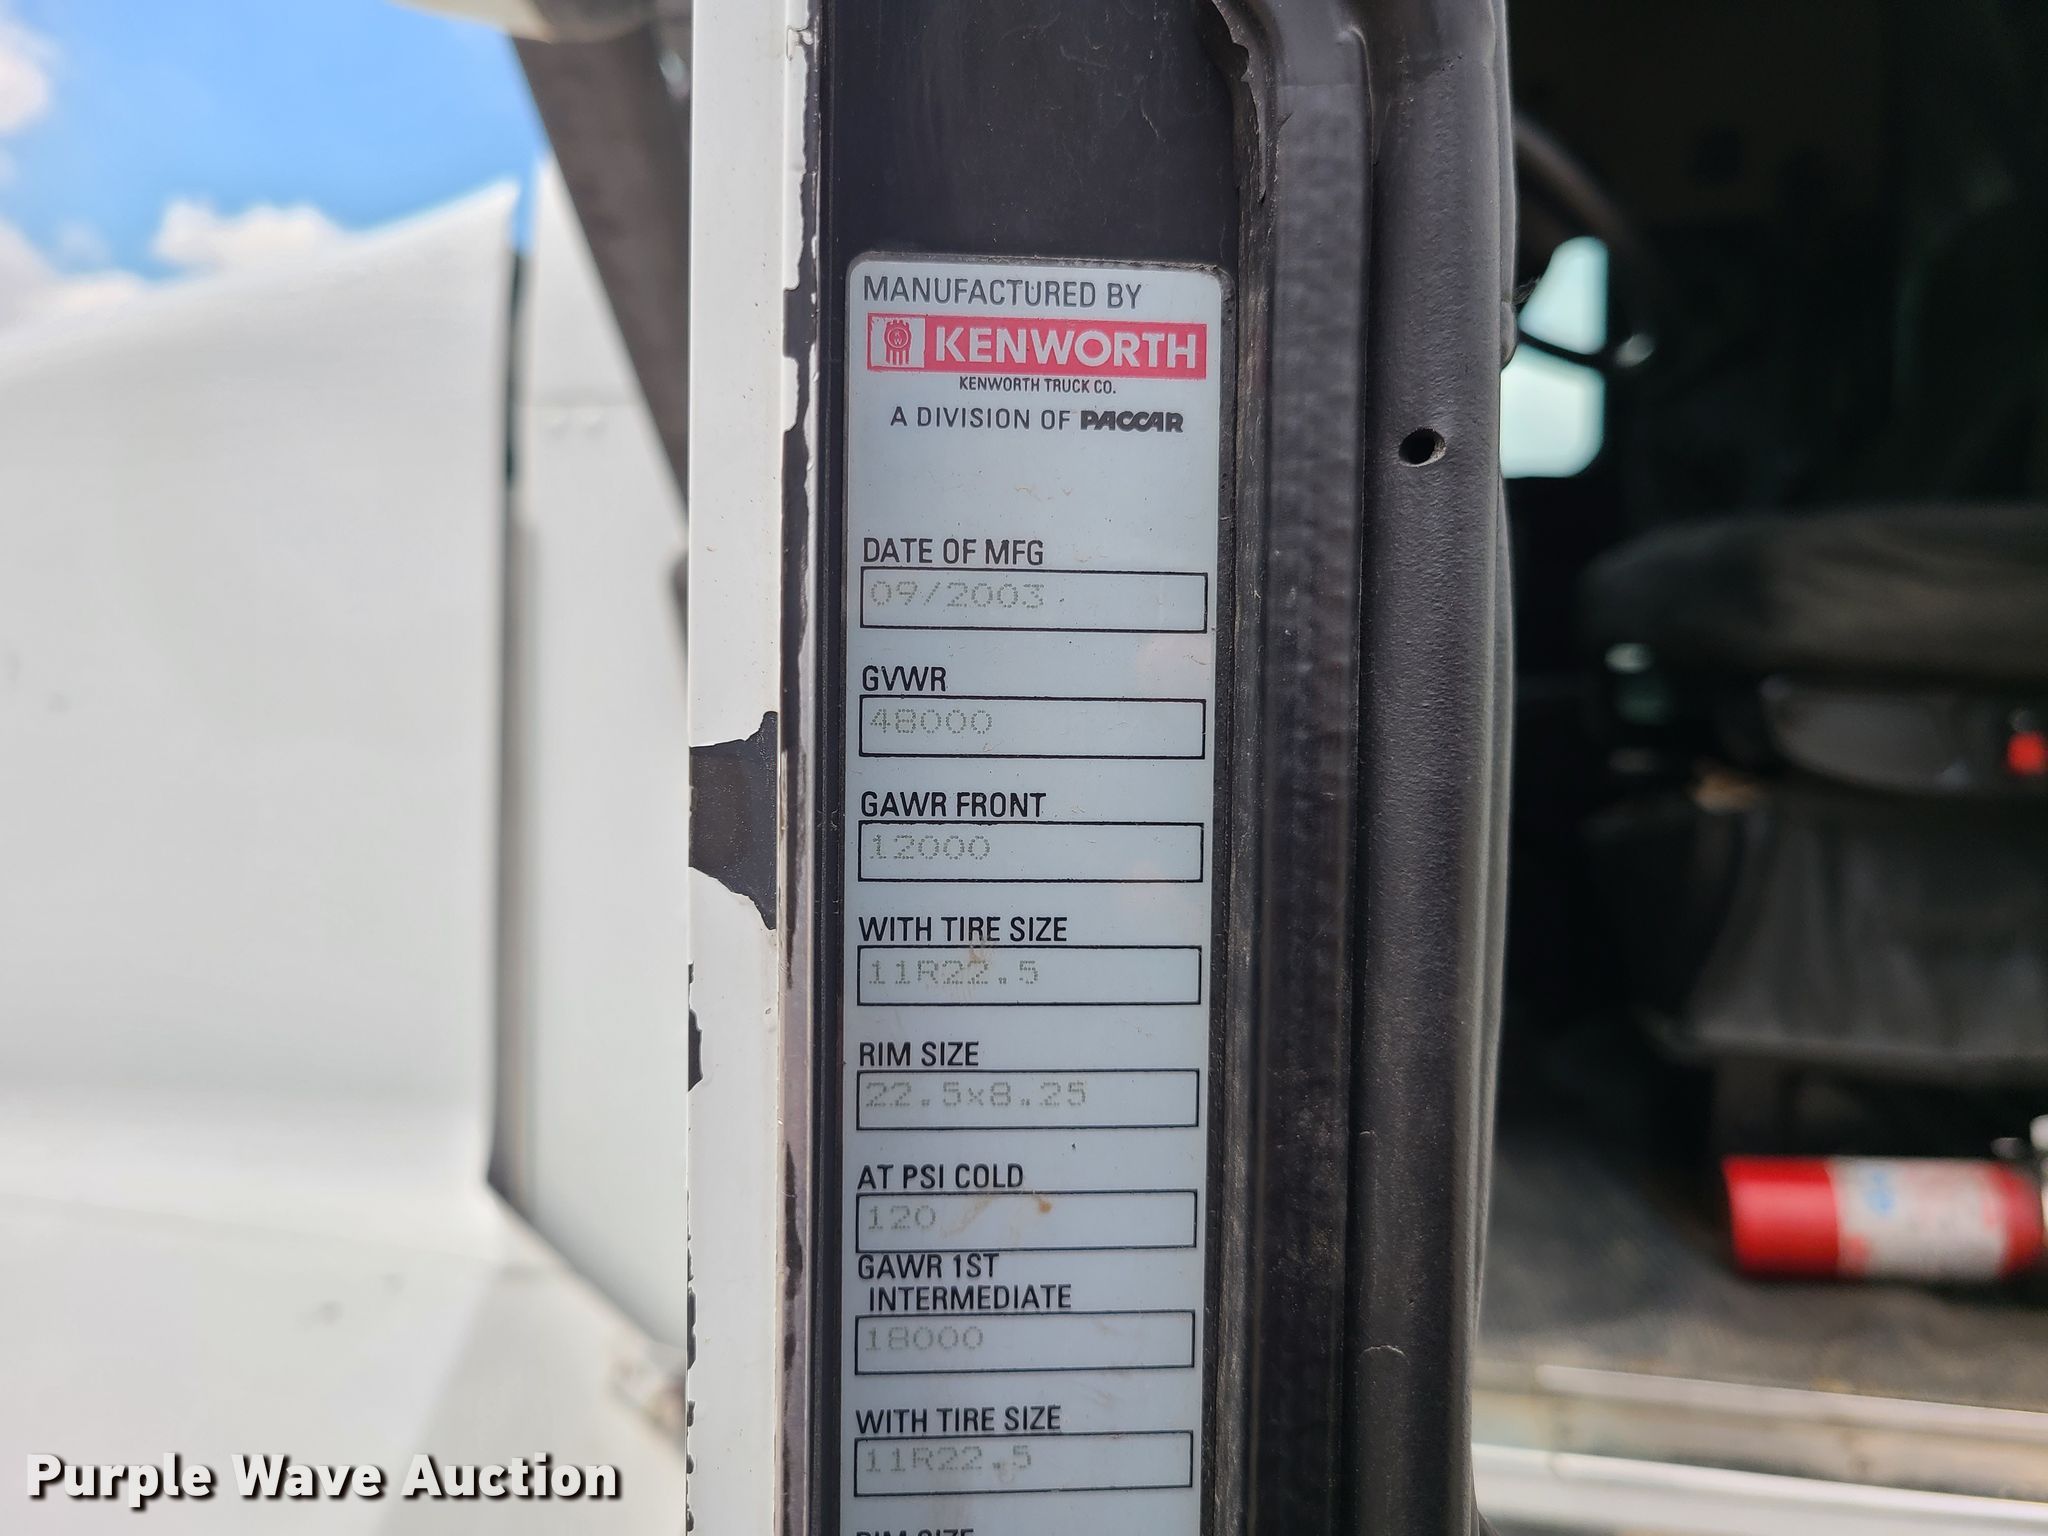 MANUFACTURED BY
KENWORTH
KENWORTH TRUCK CO.
A DIVISION OF PACCAR
DATE OF MFG
09/2003
GVWR
48000
GAWR FRONT
12000
WITH TIRE SIZE
11R22.5
RIM SIZE
22.5x8.25
AT PSI COLD
120
GAWR 1ST
INTERMEDIATE
18000
WITH TIRE SIZE
11R22.5
RIM SIZE
Purple Wave Auction